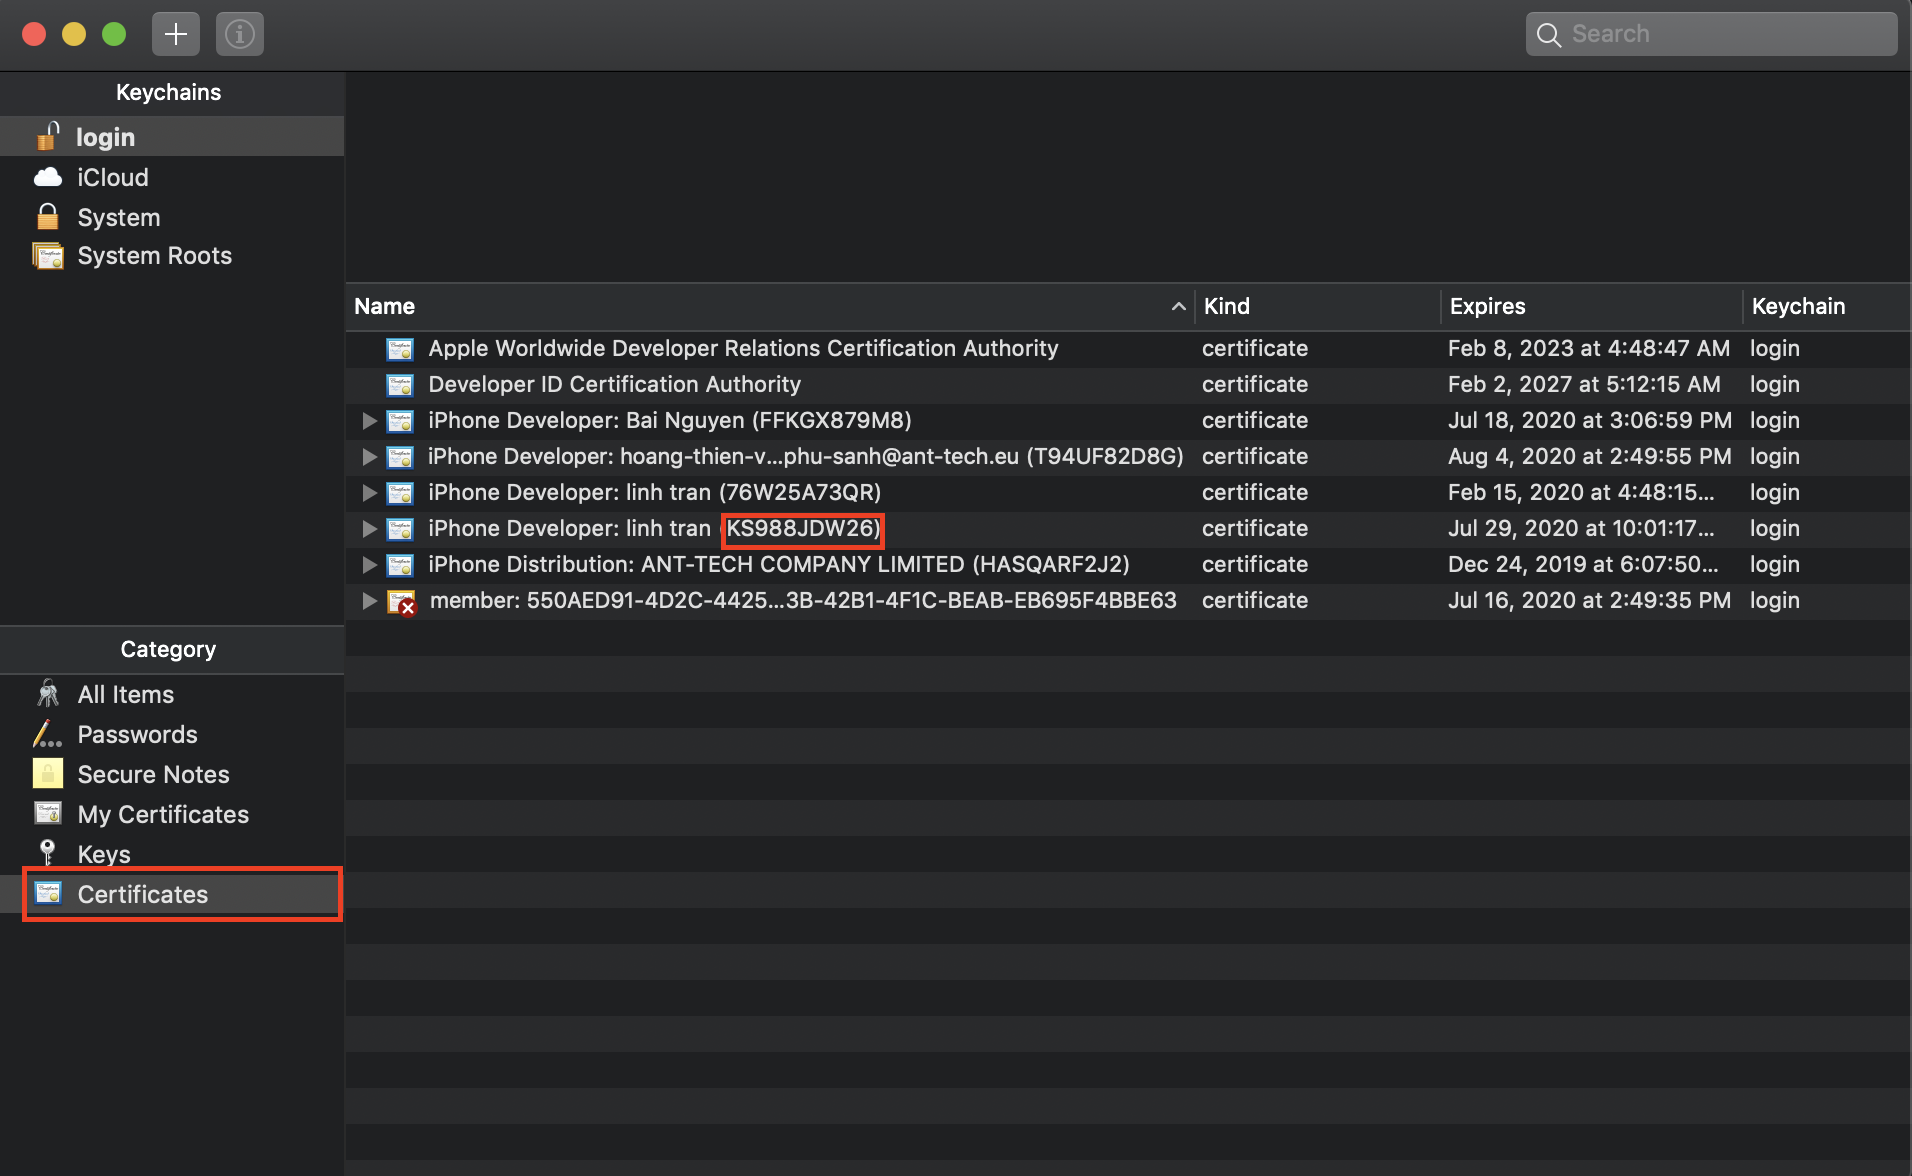 Search
Keychains
login
iCloud
System
System Roots
Name Kind Expires Keychain
Apple Worldwide Developer Relations Certification Authority certificate Feb 8, 2023 at 4:48:47 AM login
Developer ID Certification Authority certificate Feb 2, 2027 at 5:12:15 AM login
iPhone Developer: Bai Nguyen (FFKGX879M8) certificate Jul 18, 2020 at 3:06:59 PM login
iPhone Developer: hoang-thien-v...phu-sanh@ant-tech.eu (T94UF82D8G) certificate Aug 4, 2020 at 2:49:55 PM login
iPhone Developer: linh tran (76W25A73QR) certificate Feb 15, 2020 at 4:48:15... login
iPhone Developer: linh tran (KS988JDW26) certificate Jul 29, 2020 at 10:01:17... login
iPhone Distribution: ANT-TECH COMPANY LIMITED (HASQARF2J2) certificate Dec 24, 2019 at 6:07:50... login
member: 550AED91-4D2C-4425...3B-42B1-4F1C-BEAB-EB695F4BBE63 certificate Jul 16, 2020 at 2:49:35 PM login
Category
All Items
Passwords
Secure Notes
My Certificates
Keys
Certificates